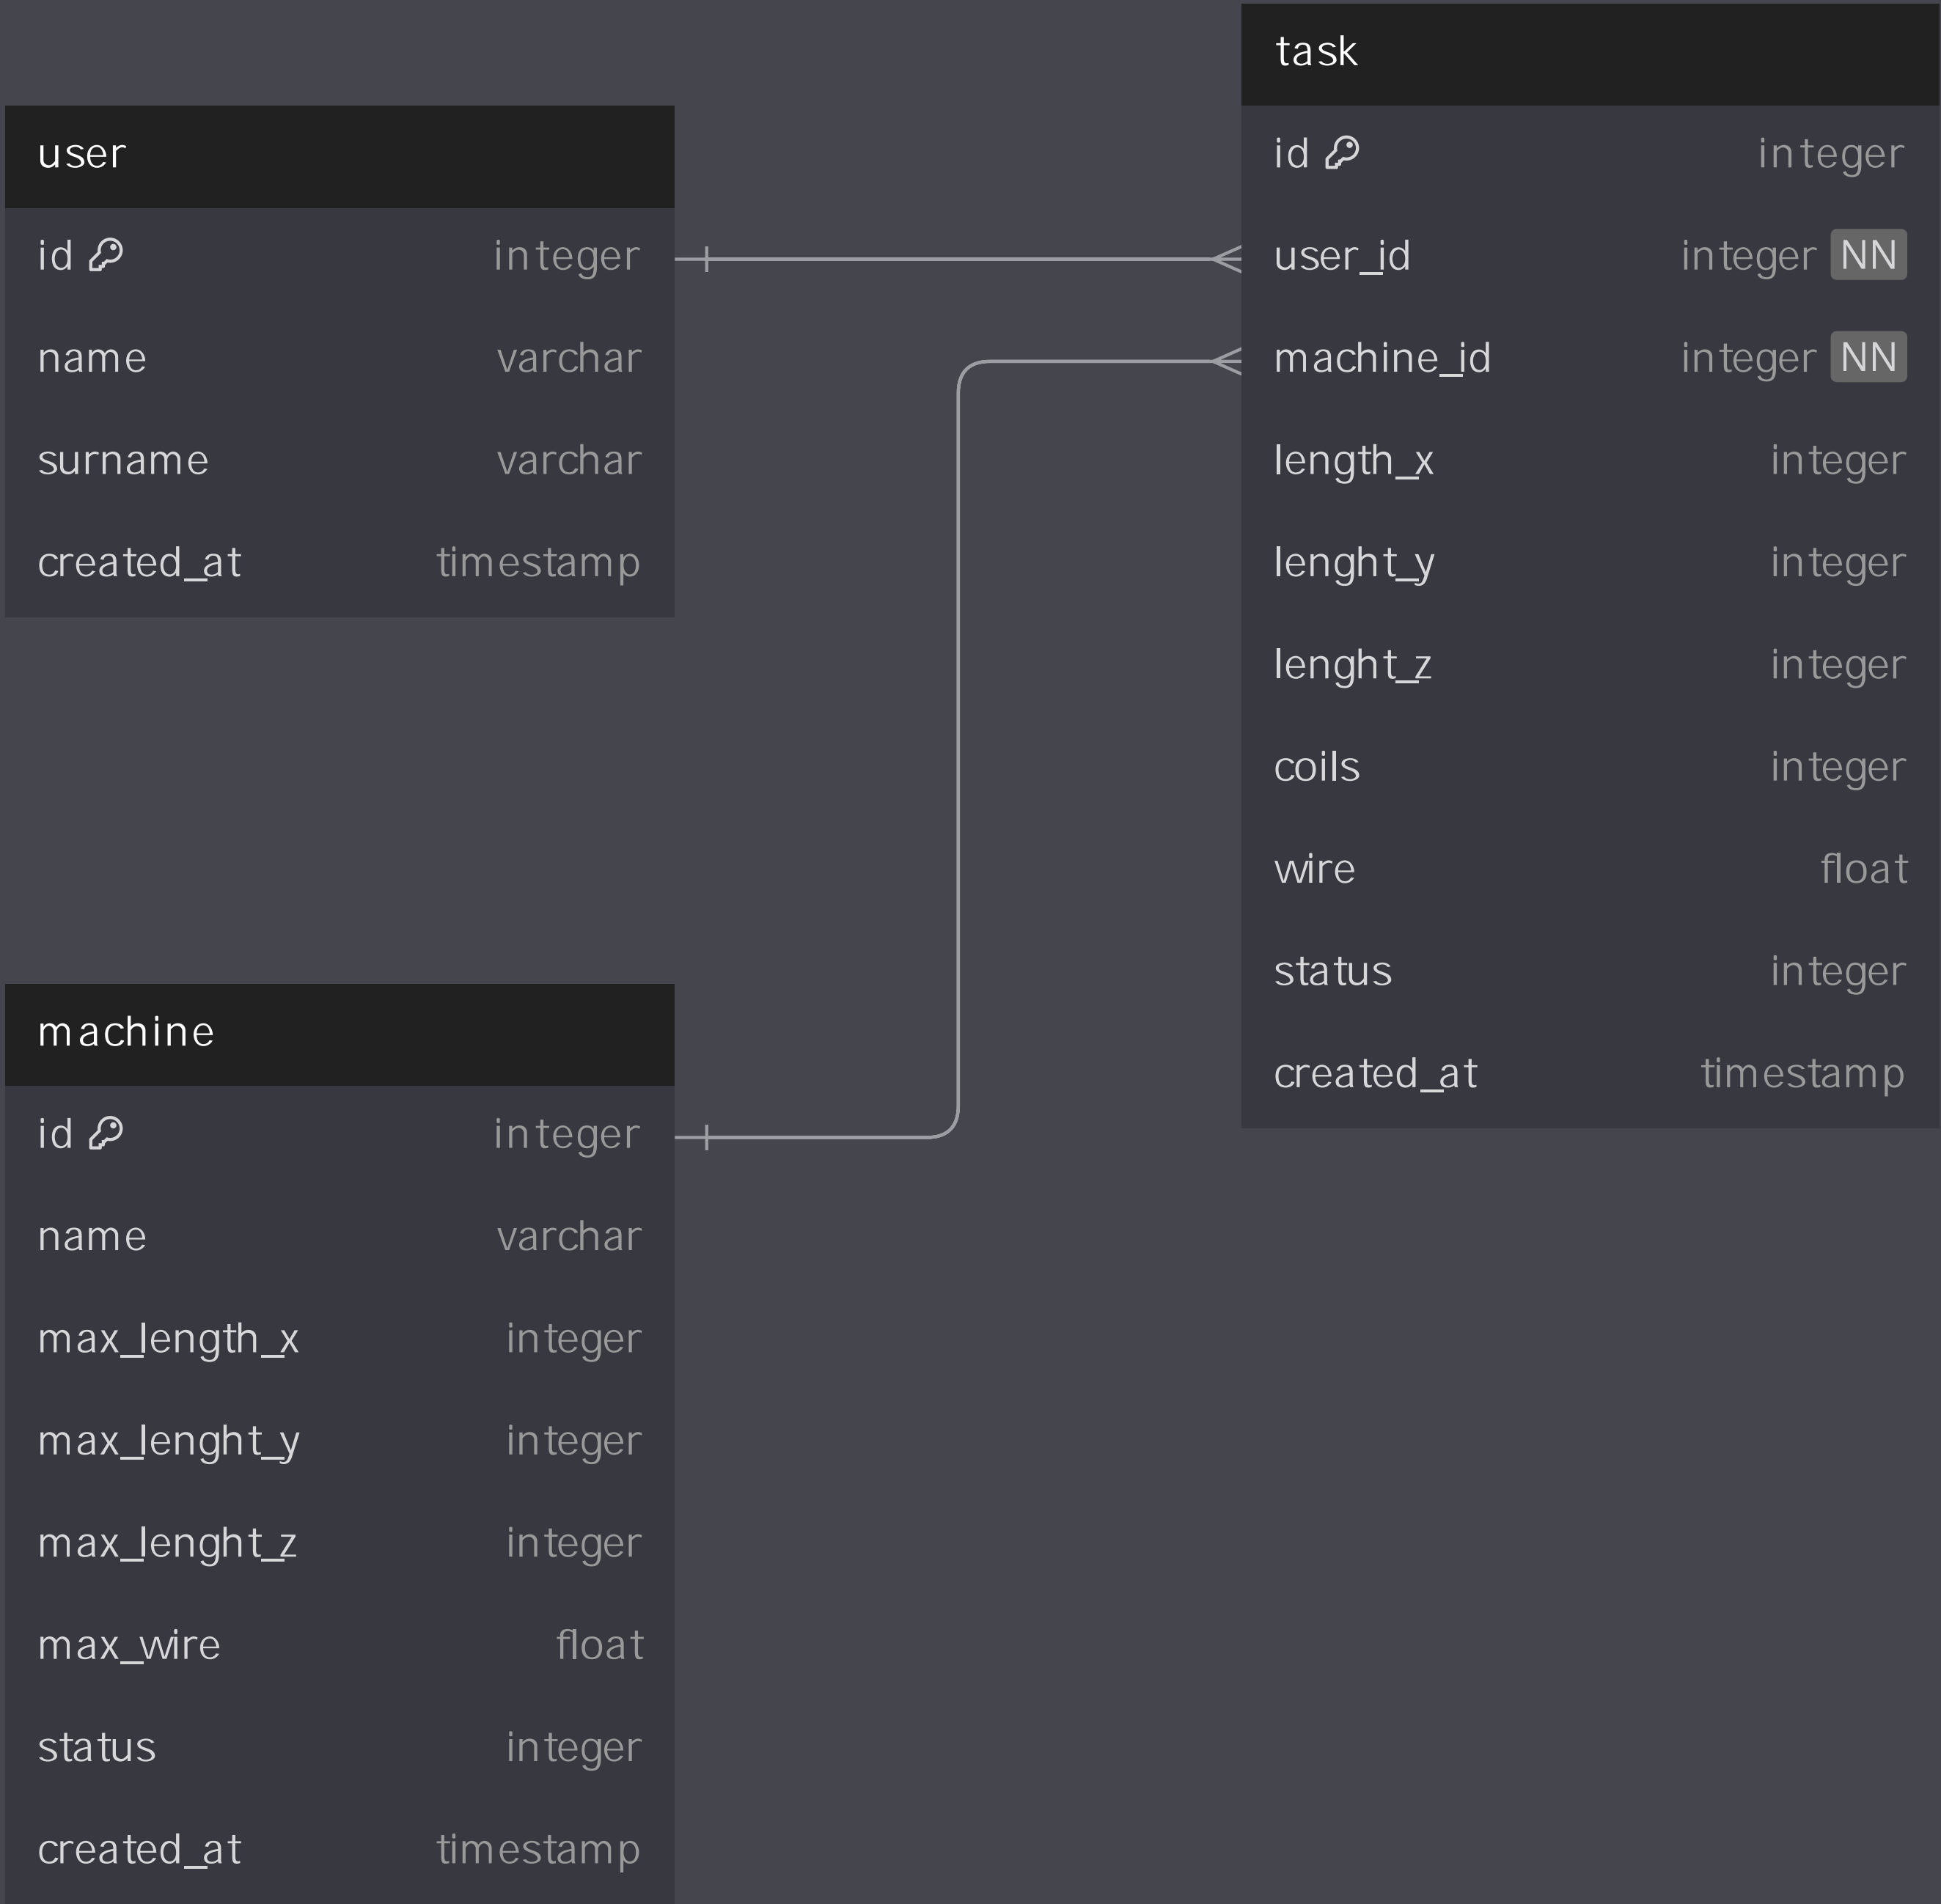 user
id integer
name varchar
surname varchar
created_at timestamp
task
id integer
user_id integer NN
machine_id integer NN
length_x integer
lenght_y integer
lenght_z integer
coils integer
wire float
status integer
created_at timestamp
machine
id integer
name varchar
max_length_x integer
max_lenght_y integer
max_lenght_z integer
max_wire float
status integer
created_at timestamp